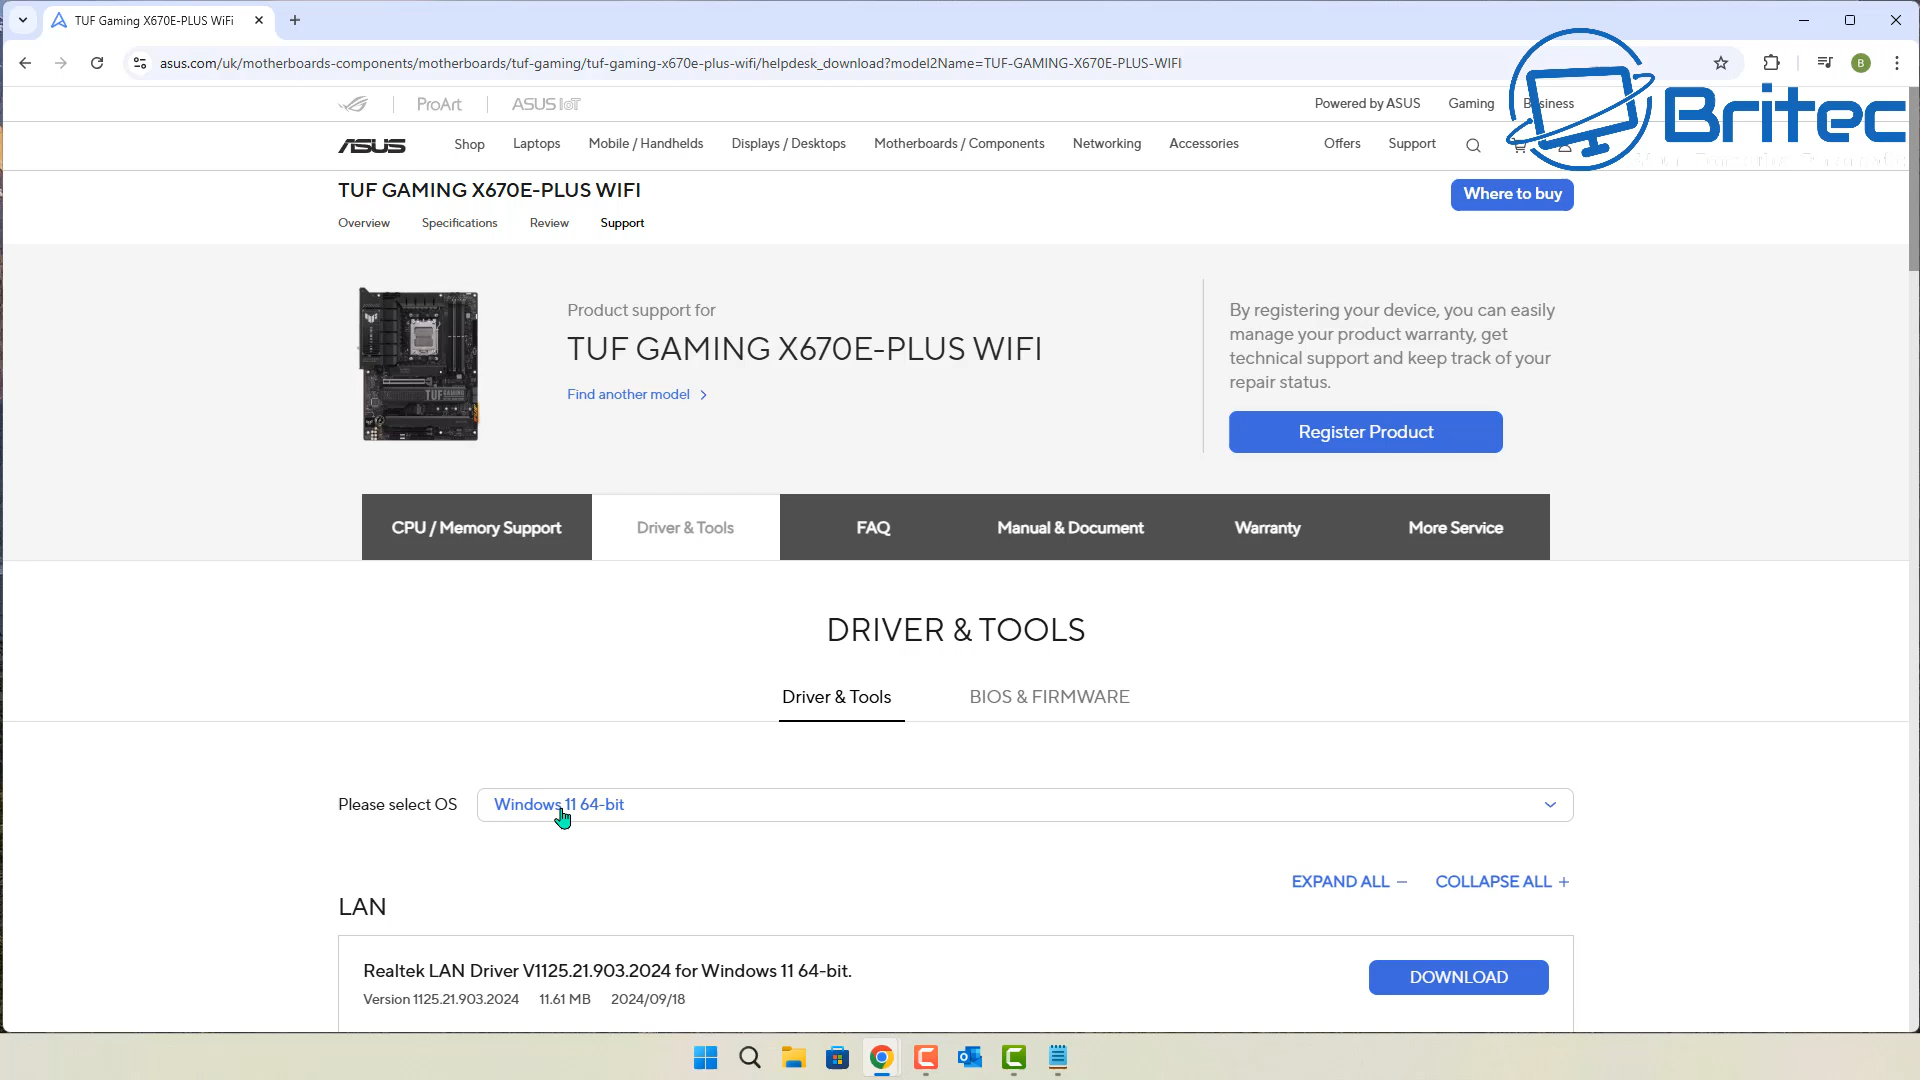 TUF Gaming X670E-PLUS WiFi
asus.com/uk/motherboards-components/motherboards/tuf-gaming/tuf-gaming-x670e-plus-wifi/helpdesk_download?model2Name=TUF-GAMING-X670E-PLUS-WIFI
B
ProArt
ASUS IoT
Powered by ASUS
Gaming
Business
Britec
ASUS
Shop
Laptops
Mobile / Handhelds
Displays / Desktops
Motherboards / Components
Networking
Accessories
Offers
Support
TUF GAMING X670E-PLUS WIFI
Where to buy
Overview
Specifications
Review
Support
Product support for
TUF GAMING X670E-PLUS WIFI
Find another model
By registering your device, you can easily
manage your product warranty, get
technical support and keep track of your
repair status.
Register Product
TUF GAMING
CPU / Memory Support
Driver & Tools
FAQ
Manual & Document
Warranty
More Service
DRIVER & TOOLS
Driver & Tools
BIOS & FIRMWARE
Please select OS
Windows 11 64-bit
EXPAND ALL −
COLLAPSE ALL +
LAN
Realtek LAN Driver V1125.21.903.2024 for Windows 11 64-bit.
DOWNLOAD
Version 1125.21.903.2024
11.61 MB
2024/09/18